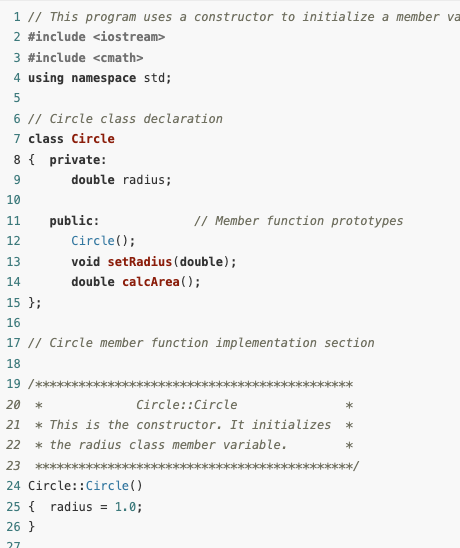 1 // This program uses a constructor to initialize a member va
2 #include <iostream>
3 #include <cmath>
4 using namespace std;
5
6 // Circle class declaration
7 class Circle
8 {  private:
9       double radius;
10
11    public:             // Member function prototypes
12       Circle();
13       void setRadius(double);
14       double calcArea();
15 };
16
17 // Circle member function implementation section
18
19 /********************************************
20  *             Circle::Circle               *
21  * This is the constructor. It initializes  *
22  * the radius class member variable.        *
23  ********************************************/
24 Circle::Circle()
25 {  radius = 1.0;
26 }
27